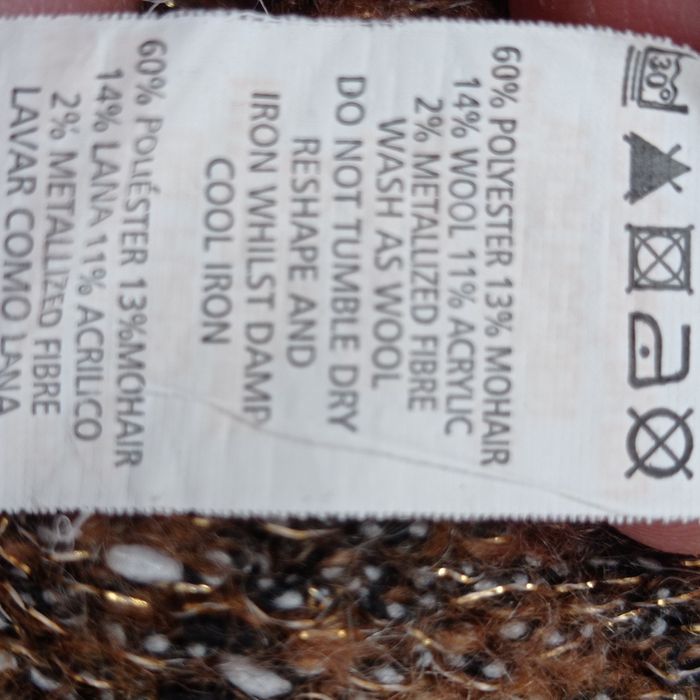 30°
60% POLYESTER 13% MOHAIR
14% WOOL 11% ACRYLIC
2% METALLIZED FIBRE
WASH AS WOOL
DO NOT TUMBLE DRY
RESHAPE AND
IRON WHILST DAMP
COOL IRON
60% POLIÉSTER 13%MOHAIR
14% LANA 11% ACRILICO
2% METALLIZED FIBRE
LAVAR COMO LANA